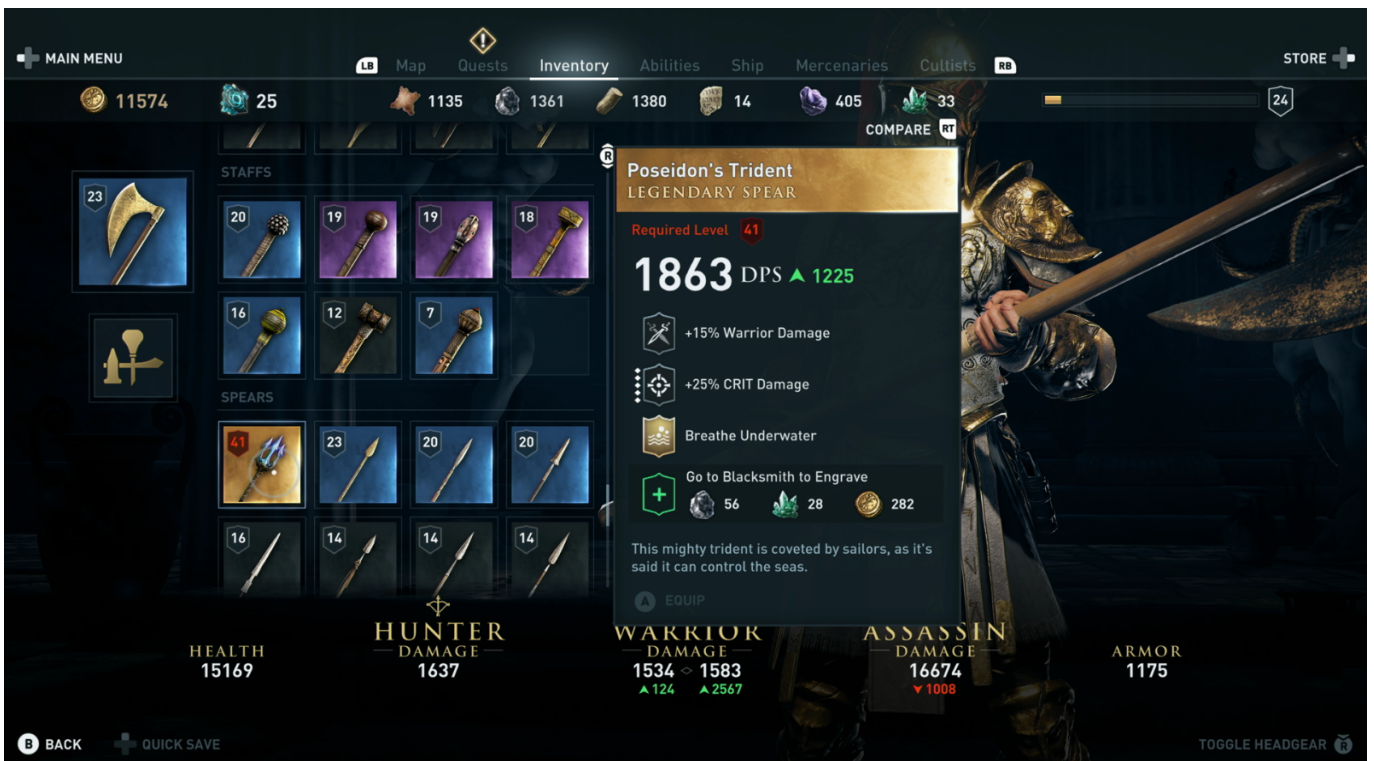 MAIN MENU
LB Map Quests Inventory Abilities Ship Mercenaries Cultists RB
STORE
11574 25 1135 1361 1380 14 405 33 24
COMPARE RT
STAFFS
23
20 19 19 18
16 12 7
SPEARS
41 23 20 20
16 14 14 14
R
Poseidon's Trident
LEGENDARY SPEAR
Required Level 41
1863 DPS 1225
+15% Warrior Damage
+25% CRIT Damage
Breathe Underwater
Go to Blacksmith to Engrave
56 28 282
This mighty trident is coveted by sailors, as it's
said it can control the seas.
A EQUIP
HEALTH
15169
HUNTER
DAMAGE
1637
WARRIOR
DAMAGE
1534 1583
124 2567
ASSASSIN
DAMAGE
16674
1008
ARMOR
1175
B BACK QUICK SAVE
TOGGLE HEADGEAR R